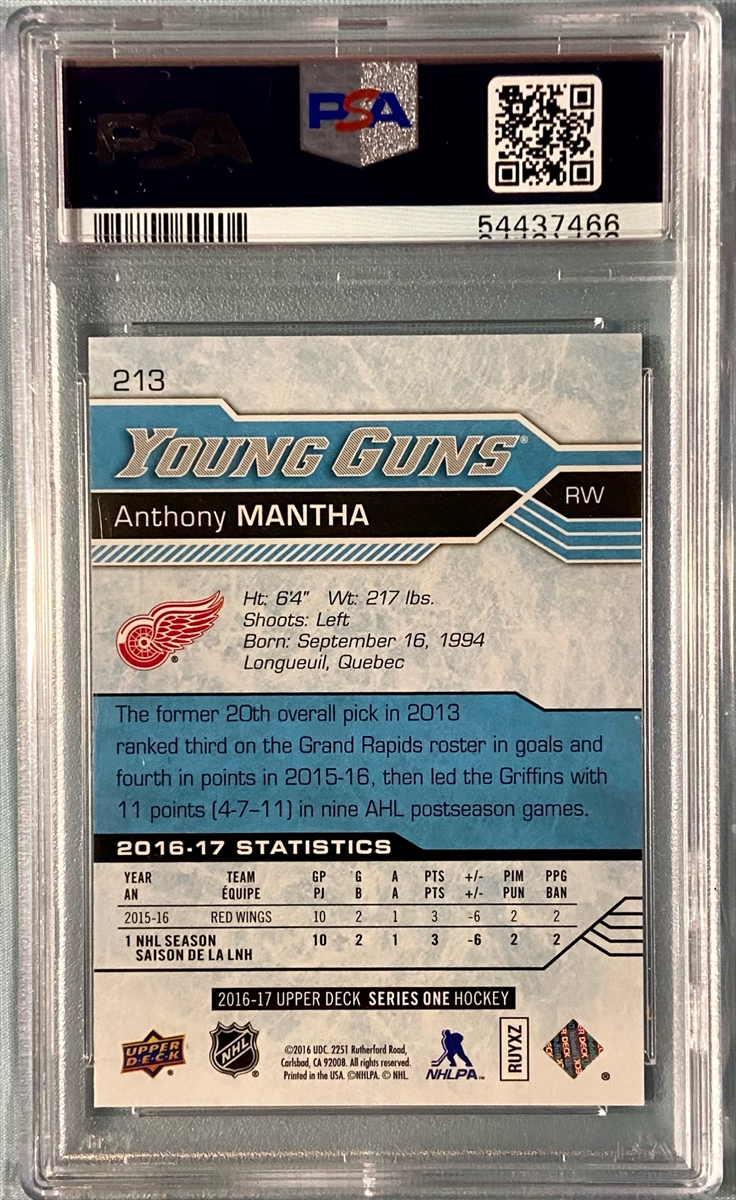 PSA
PSA
54437466
213
YOUNG GUNS®
Anthony MANTHA
RW
Ht: 6'4" Wt: 217 lbs.
Shoots: Left
Born: September 16, 1994
Longueuil, Quebec
The former 20th overall pick in 2013
ranked third on the Grand Rapids roster in goals and
fourth in points in 2015-16, then led the Griffins with
11 points (4-7–11) in nine AHL postseason games.
2016-17 STATISTICS
YEAR TEAM GP G A PTS +/- PIM PPG
AN ÉQUIPE PJ B A PTS +/- PUN BAN
2015-16 RED WINGS 10 2 1 3 -6 2 2
1 NHL SEASON 10 2 1 3 -6 2 2
SAISON DE LA LNH
2016-17 UPPER DECK SERIES ONE HOCKEY
UPPER DECK
NHL
©2016 UDC. 2251 Rutherford Road,
Carlsbad, CA 92008. All rights reserved.
Printed in the USA. ©NHLPA. © NHL.
NHLPA
RUYXZ